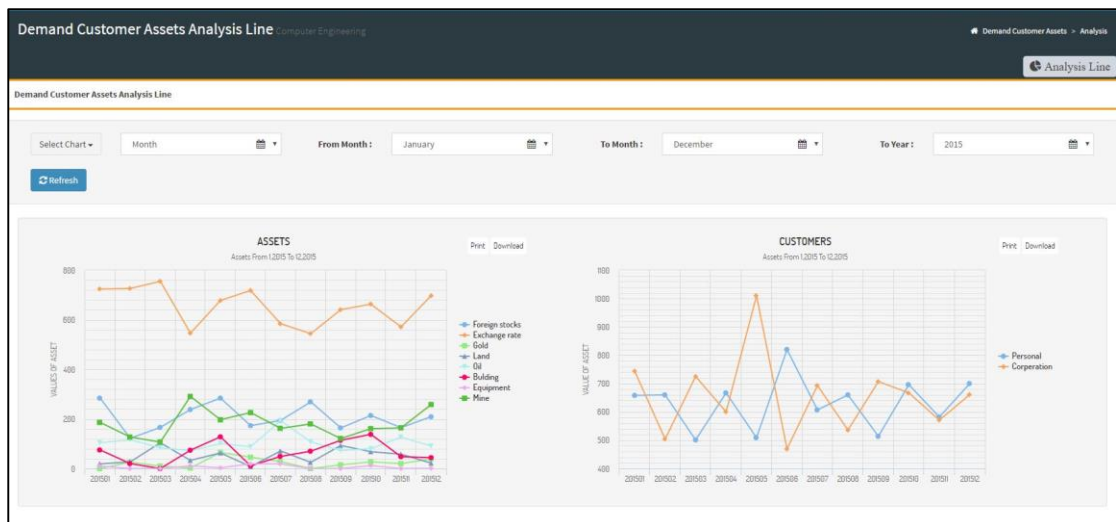 Demand Customer Assets Analysis Line Computer Engineering
Demand Customer Assets > Analysis
Analysis Line
Demand Customer Assets Analysis Line
Select Chart Month From Month : January To Month : December To Year : 2015
Refresh
ASSETS
Print Download
Assets From 1,2015 To 12,2015
VALUES OF ASSET
800
600
400
200
0
201501 201502 201503 201504 201505 201506 201507 201508 201509 201510 201511 201512
Foreign stocks
Exchange rate
Gold
Land
Oil
Bulding
Equipment
Mine
CUSTOMERS
Print Download
Assets From 1,2015 To 12,2015
VALUE OF ASSET
1100
1000
900
800
700
600
500
400
201501 201502 201503 201504 201505 201506 201507 201508 201509 201510 201511 201512
Personal
Corperation